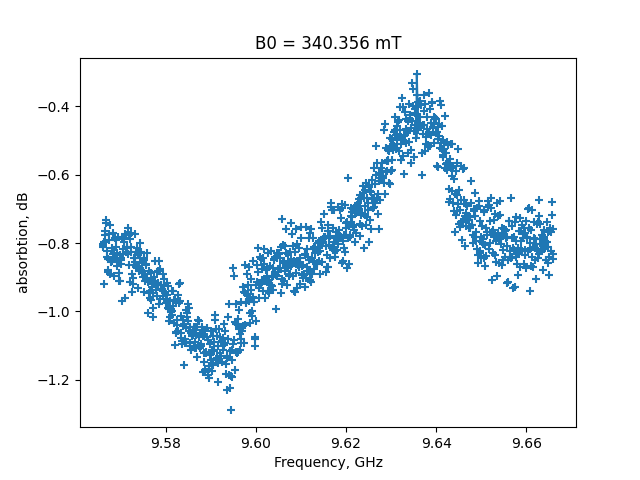 B0 = 340.356 mT
absorbtion, dB
−0.4
−0.6
−0.8
−1.0
−1.2
9.58 9.60 9.62 9.64 9.66
Frequency, GHz